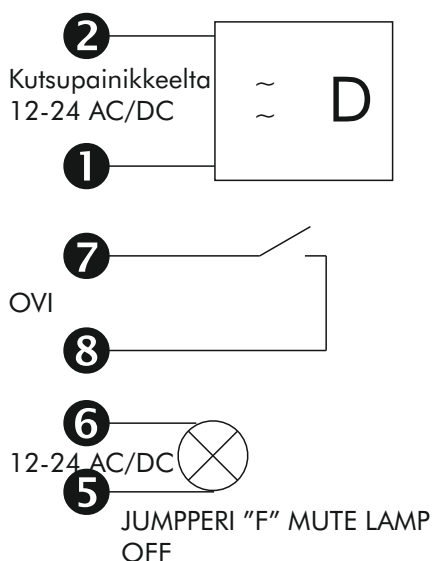 2
Kutsupainikkeelta
12-24 AC/DC
~
~
D
1
7
OVI
8
6
12-24 AC/DC
5
JUMPPERI "F" MUTE LAMP
OFF